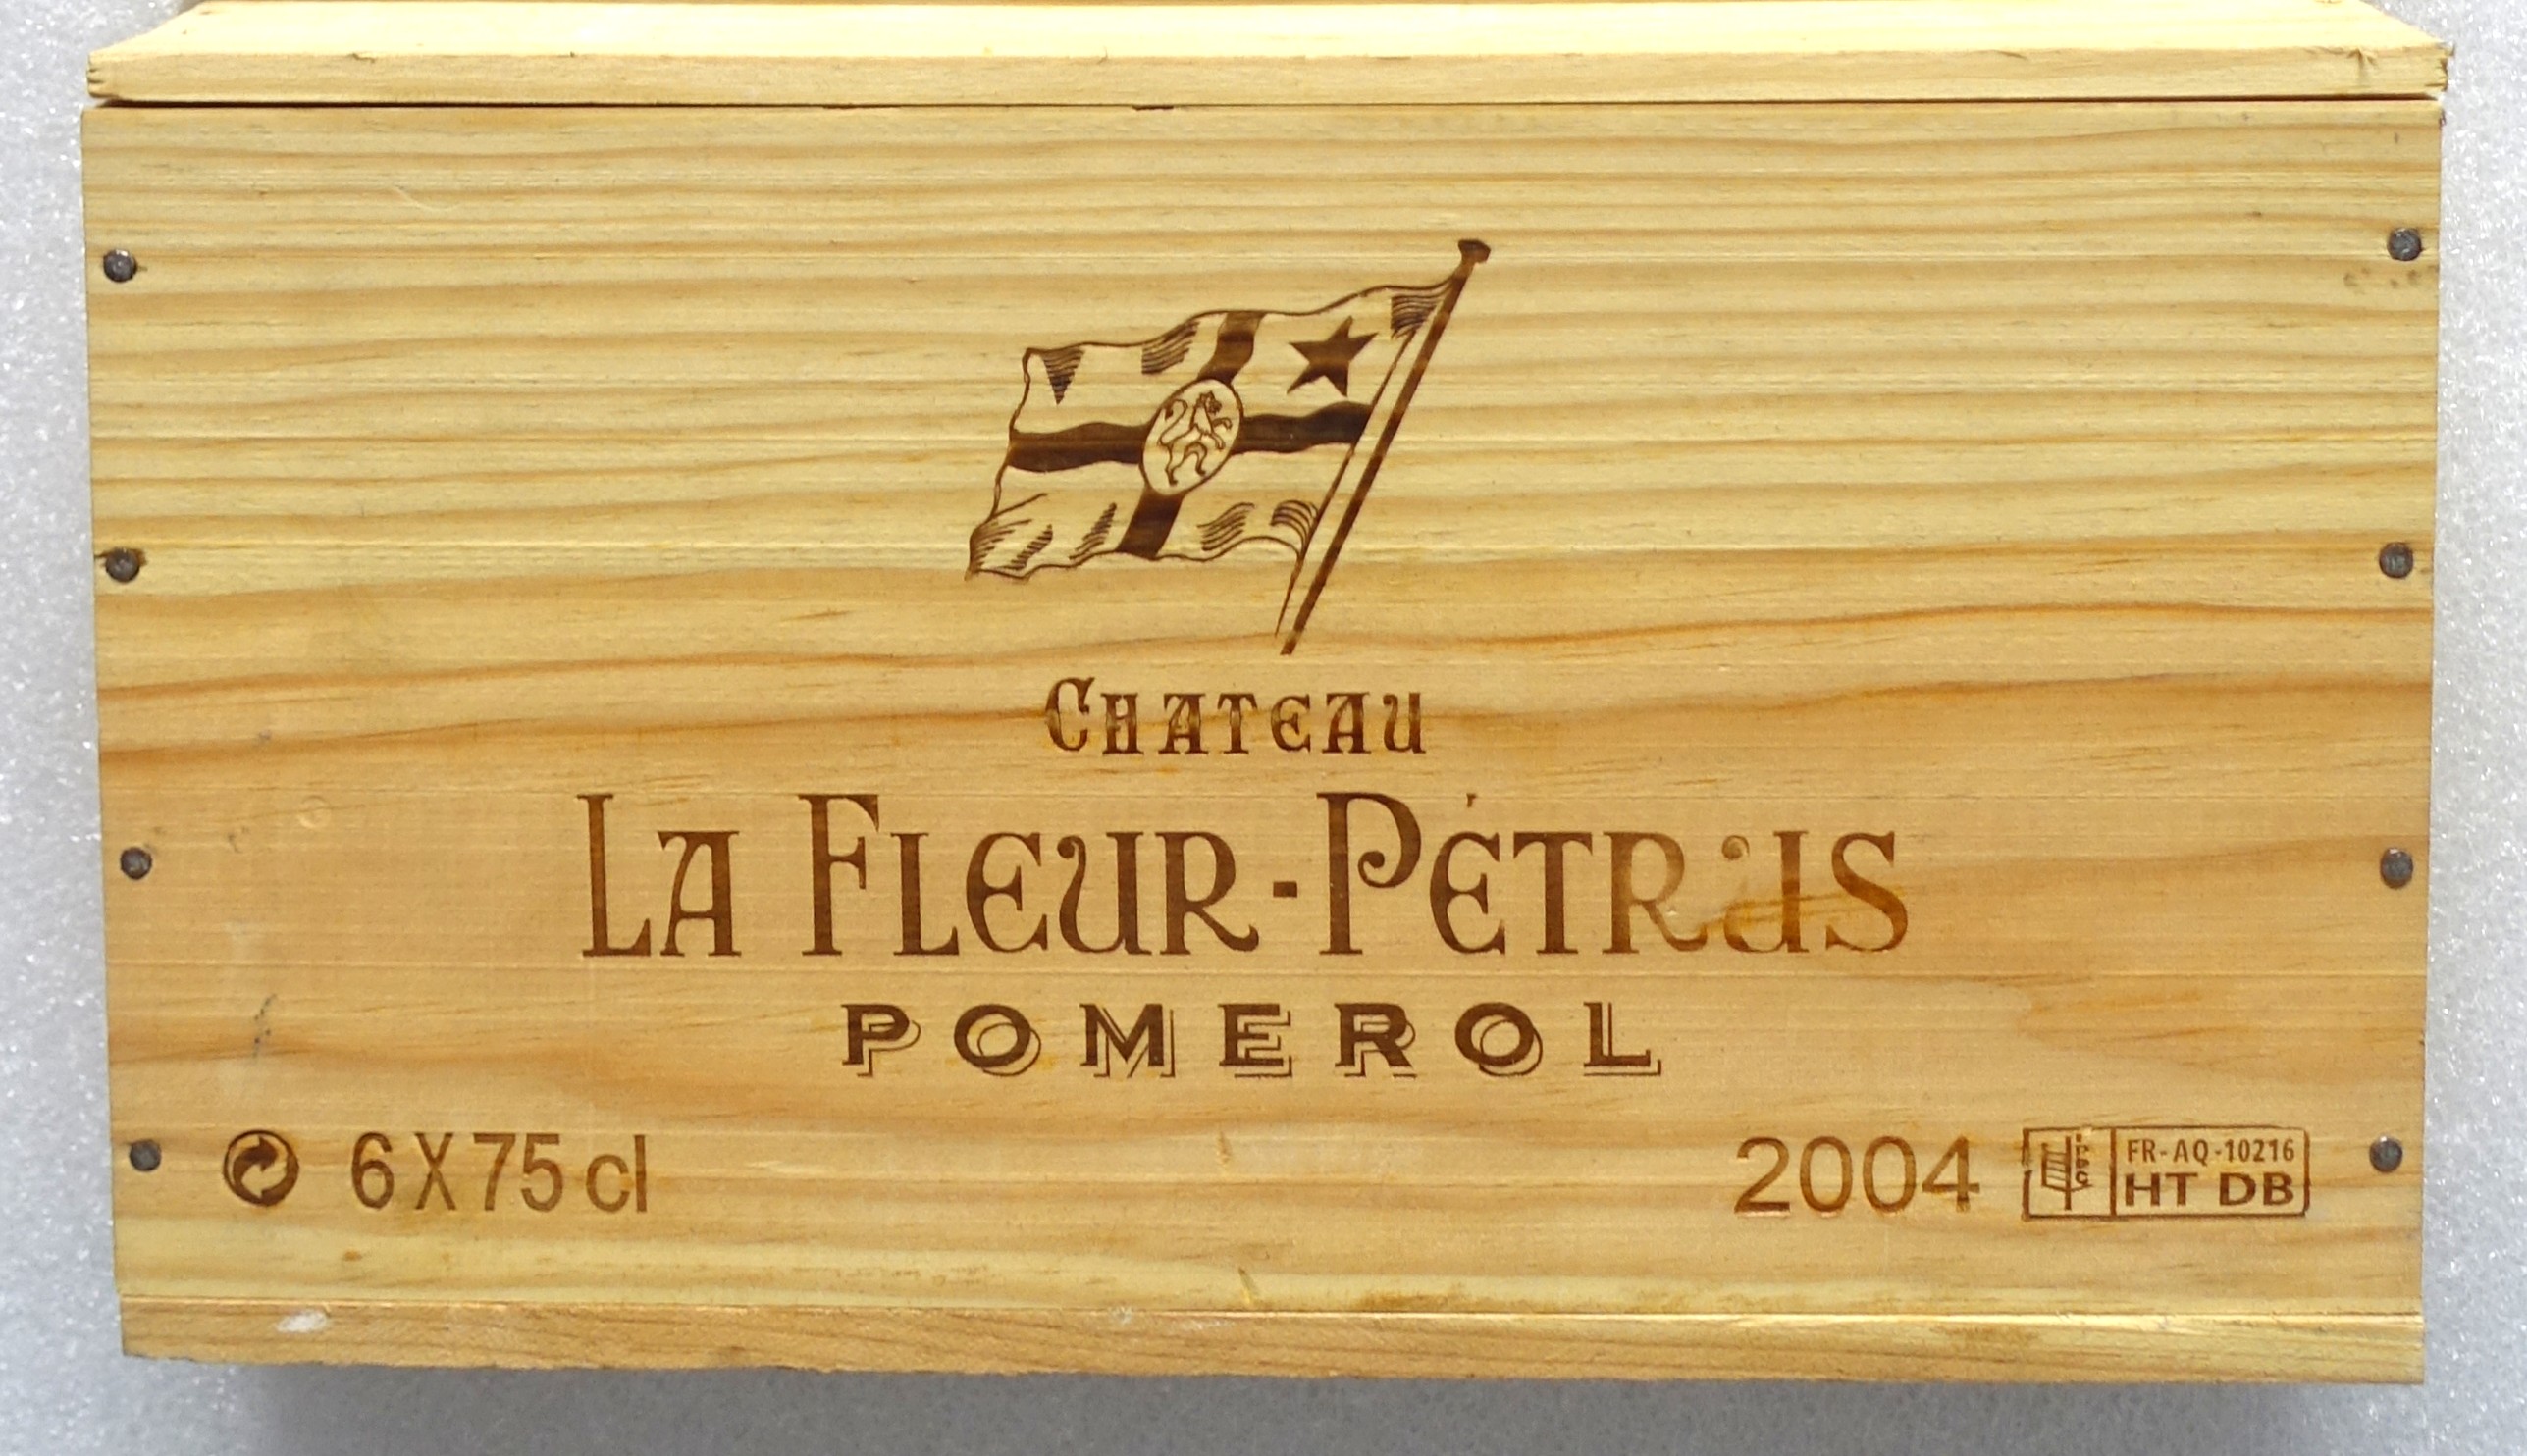 CHATEAU
LA FLEUR-PÉTRUS
POMEROL
6 X 75 cl
2004
FR-AQ-10216
HT DB